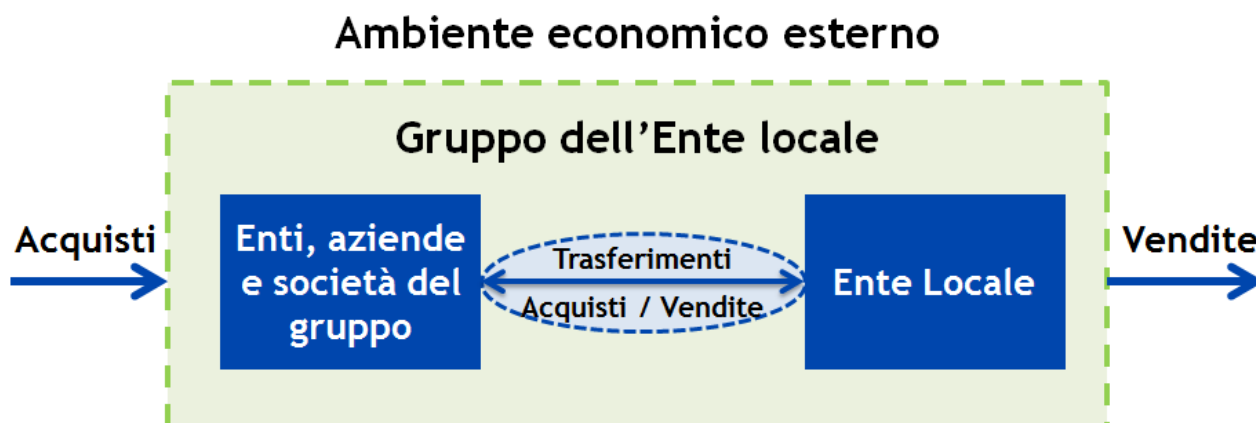 Ambiente economico esterno
Gruppo dell'Ente locale
Acquisti
Enti, aziende
e società del
gruppo
Trasferimenti
Acquisti / Vendite
Ente Locale
Vendite